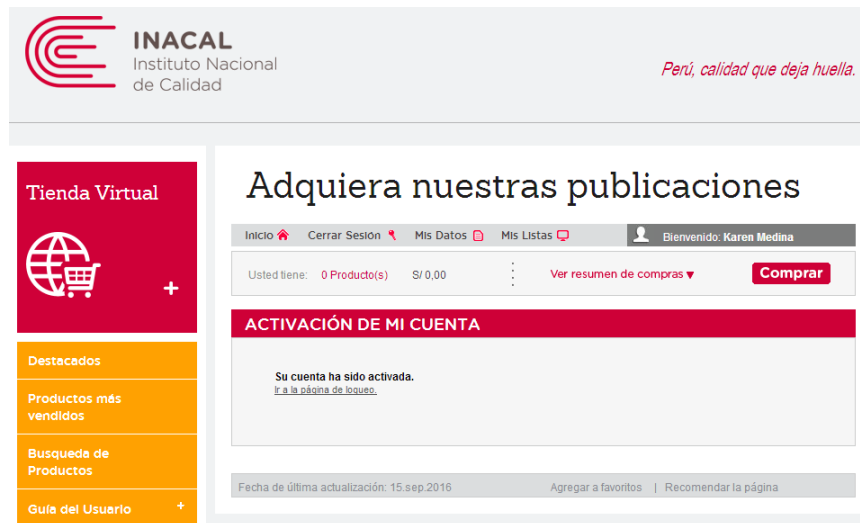 INACAL
Instituto Nacional
de Calidad
Perú, calidad que deja huella.
Tienda Virtual
+
Adquiera nuestras publicaciones
Inicio Cerrar Sesión Mis Datos Mis Listas Bienvenido: Karen Medina
Usted tiene: 0 Producto(s) S/ 0,00 Ver resumen de compras ▼ Comprar
ACTIVACIÓN DE MI CUENTA
Su cuenta ha sido activada.
Ir a la página de logueo.
Destacados
Productos más
vendidos
Busqueda de
Productos
Guía del Usuario +
Fecha de última actualización: 15.sep.2016 Agregar a favoritos | Recomendar la página